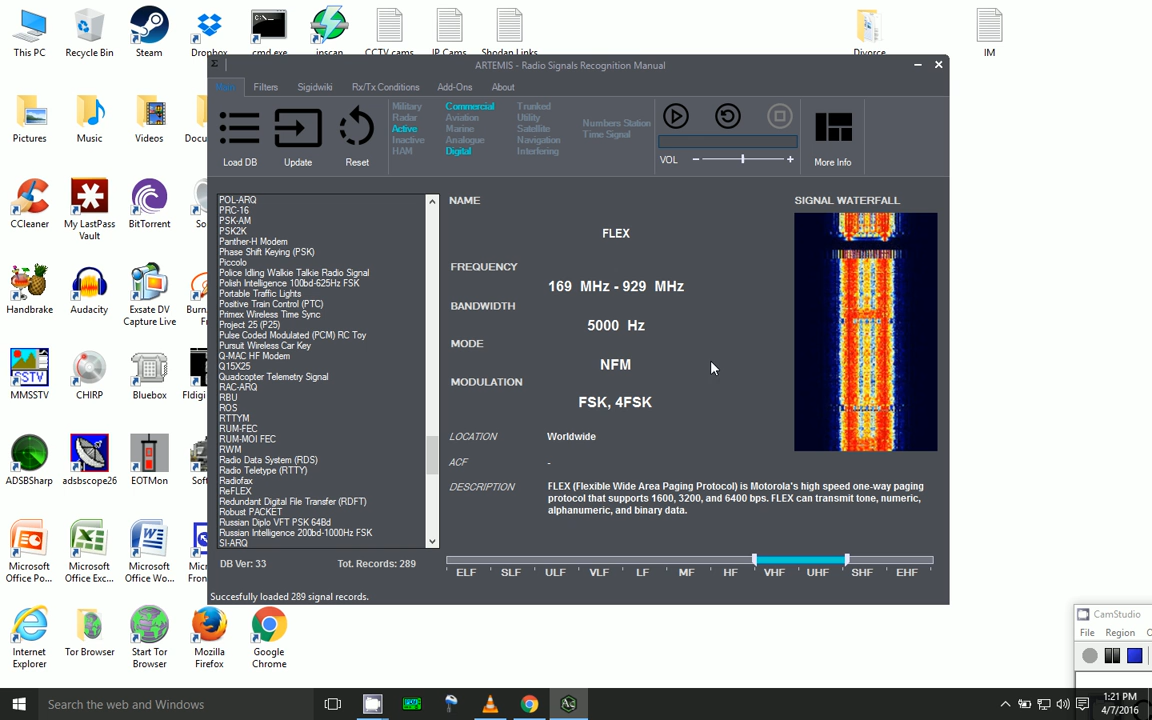 This PC
Recycle Bin
Steam
Dropbox
cmd.exe
inscan
CCTV cams
IP Cams
Shodan Links
Divorce
IM
ARTEMIS - Radio Signals Recognition Manual
Main
Filters
Sigidwiki
Rx/Tx Conditions
Add-Ons
About
Load DB
Update
Reset
Military
Radar
Active
Inactive
HAM
Commercial
Aviation
Marine
Analogue
Digital
Trunked
Utility
Satellite
Navigation
Interfering
Numbers Station
Time Signal
VOL
More Info
Pictures
Music
Videos
Docu
CCleaner
My LastPass
Vault
BitTorrent
So
Handbrake
Audacity
Exsate DV
Capture Live
Burn
Fr
MMSSTV
CHIRP
Bluebox
Fldigi
ADSBSharp
adsbscope26
EOTMon
Soft
Microsoft
Office Po...
Microsoft
Office Exc...
Microsoft
Office Wo...
Micros
Fron
Internet
Explorer
Tor Browser
Start Tor
Browser
Mozilla
Firefox
Google
Chrome
POL-ARQ
PRC-16
PSK-AM
PSK2K
Panther-H Modem
Phase Shift Keying (PSK)
Piccolo
Police Idling Walkie Talkie Radio Signal
Polish Intelligence 100bd-625Hz FSK
Portable Traffic Lights
Positive Train Control (PTC)
Primex Wireless Time Sync
Project 25 (P25)
Pulse Coded Modulated (PCM) RC Toy
Pursuit Wireless Car Key
Q-MAC HF Modem
Q15X25
Quadcopter Telemetry Signal
RAC-ARQ
RBU
ROS
RTTYM
RUM-FEC
RUM-MOI FEC
RWM
Radio Data System (RDS)
Radio Teletype (RTTY)
Radiofax
ReFLEX
Redundant Digital File Transfer (RDFT)
Robust PACKET
Russian Diplo VFT PSK 64Bd
Russian Intelligence 200bd-1000Hz FSK
SI-ARQ
NAME
FLEX
FREQUENCY
169 MHz - 929 MHz
BANDWIDTH
5000 Hz
MODE
NFM
MODULATION
FSK, 4FSK
LOCATION Worldwide
ACF -
DESCRIPTION FLEX (Flexible Wide Area Paging Protocol) is Motorola's high speed one-way paging
protocol that supports 1600, 3200, and 6400 bps. FLEX can transmit tone, numeric,
alphanumeric, and binary data.
SIGNAL WATERFALL
DB Ver: 33 Tot. Records: 289
ELF SLF ULF VLF LF MF HF VHF UHF SHF EHF
Succesfully loaded 289 signal records.
CamStudio
File Region O
Search the web and Windows
1:21 PM
4/7/2016